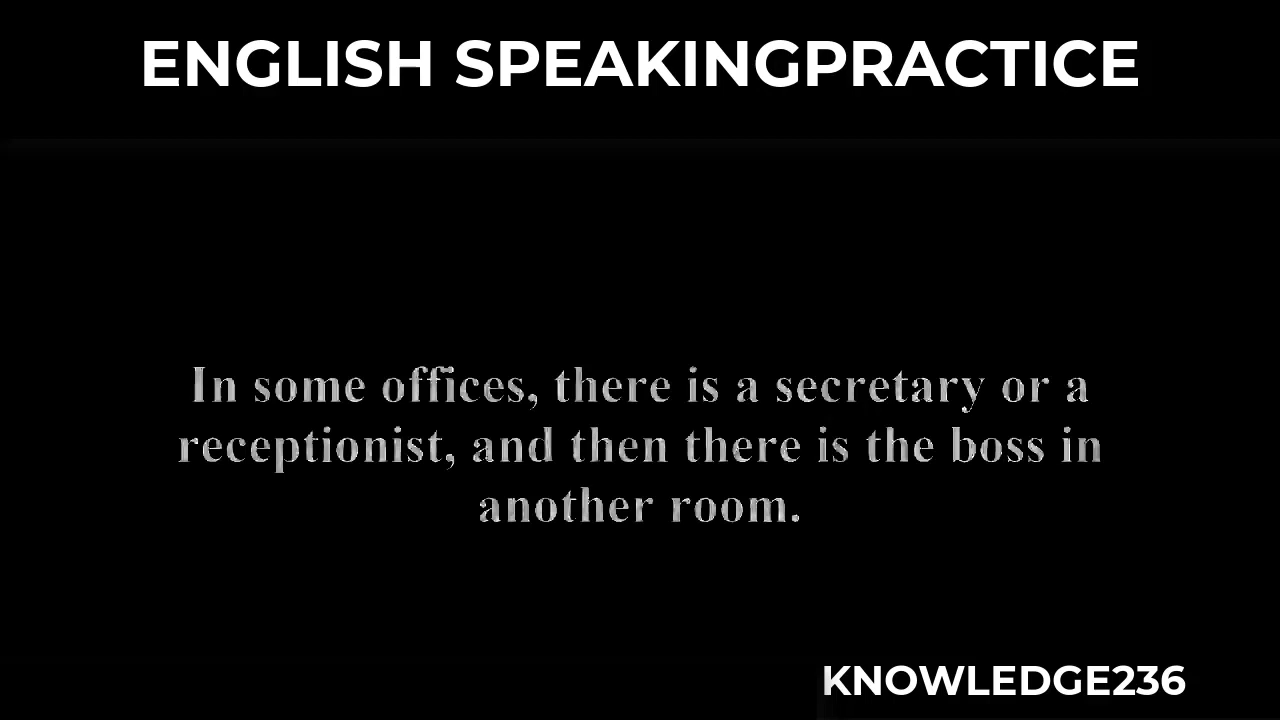 ENGLISH SPEAKINGPRACTICE
In some offices, there is a secretary or a
receptionist, and then there is the boss in
another room.
KNOWLEDGE236